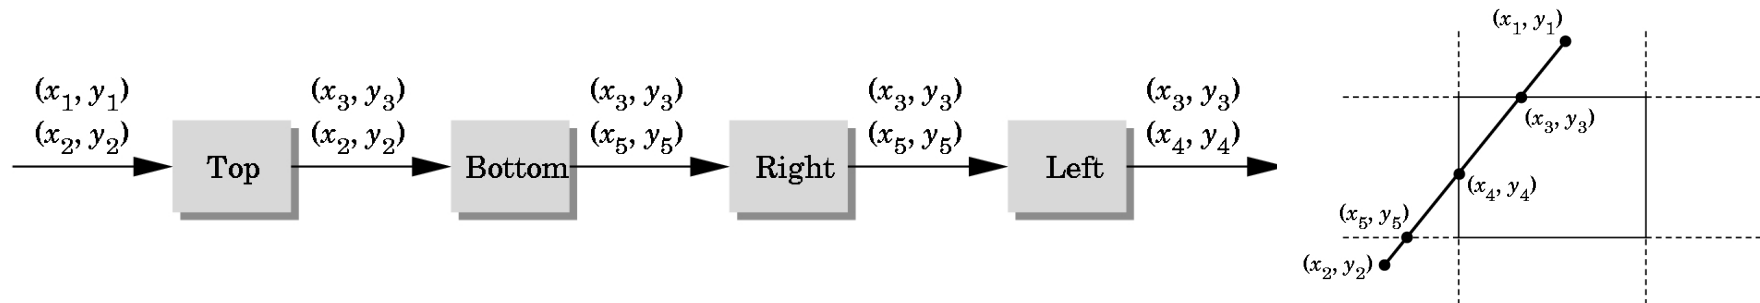 (x₁, y₁)
(x₂, y₂)
Top
(x₃, y₃)
(x₂, y₂)
Bottom
(x₃, y₃)
(x₅, y₅)
Right
(x₃, y₃)
(x₅, y₅)
Left
(x₃, y₃)
(x₄, y₄)
(x₁, y₁)
(x₃, y₃)
(x₄, y₄)
(x₅, y₅)
(x₂, y₂)